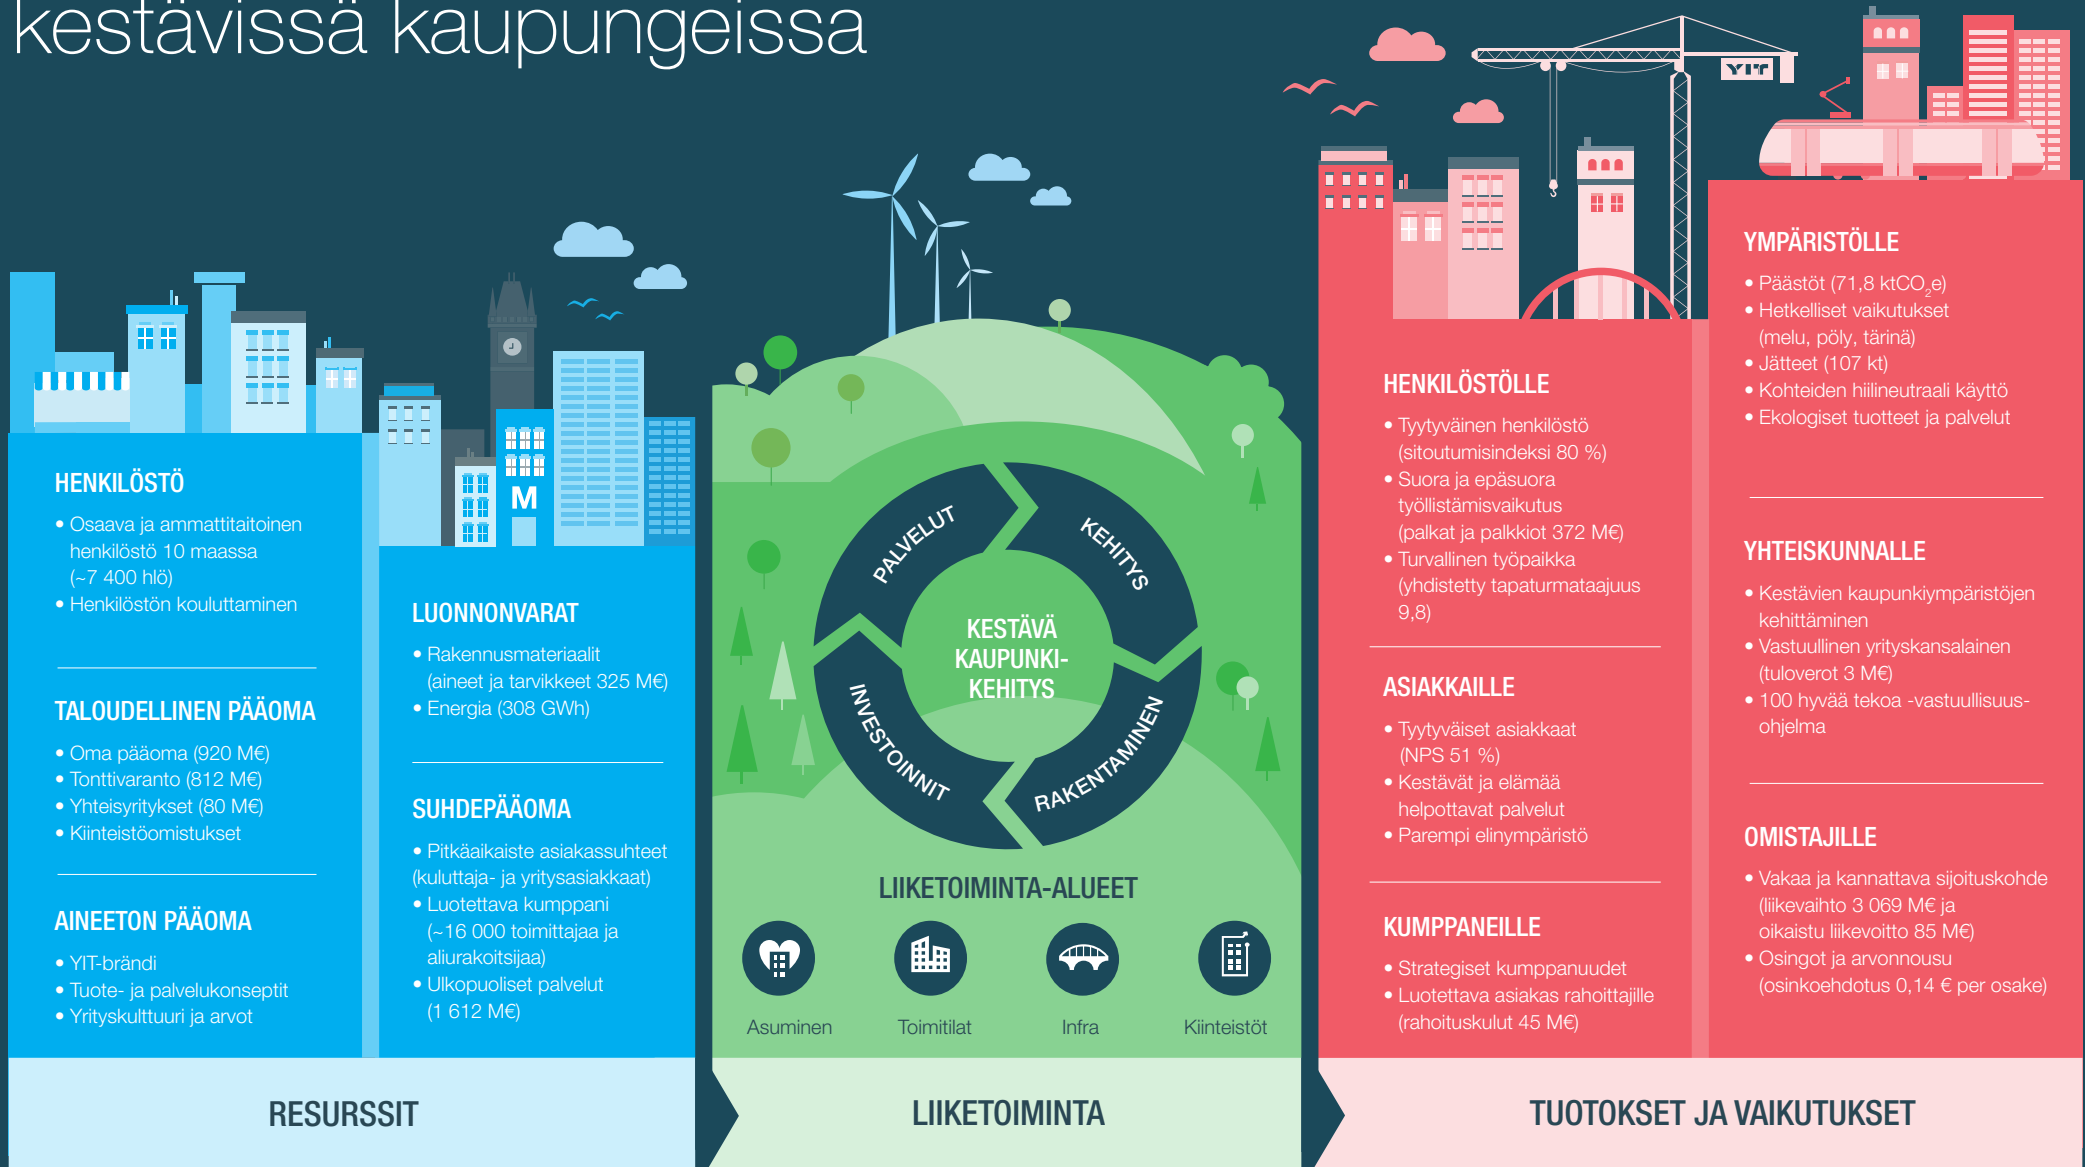 kestävissä kaupungeissa
YIT
HENKILÖSTÖ
• Osaava ja ammattitaitoinen
henkilöstö 10 maassa
(~7 400 hlö)
• Henkilöstön kouluttaminen
TALOUDELLINEN PÄÄOMA
• Oma pääoma (920 M€)
• Tonttivaranto (812 M€)
• Yhteisyritykset (80 M€)
• Kiinteistöomistukset
AINEETON PÄÄOMA
• YIT-brändi
• Tuote- ja palvelukonseptit
• Yrityskulttuuri ja arvot
M
LUONNONVARAT
• Rakennusmateriaalit
(aineet ja tarvikkeet 325 M€)
• Energia (308 GWh)
SUHDEPÄÄOMA
• Pitkäaikaiste asiakassuhteet
(kuluttaja- ja yritysasiakkaat)
• Luotettava kumppani
(~16 000 toimittajaa ja
aliurakoitsijaa)
• Ulkopuoliset palvelut
(1 612 M€)
RESURSSIT
PALVELUT
KEHITYS
INVESTOINNIT
RAKENTAMINEN
KESTÄVÄ
KAUPUNKI-
KEHITYS
LIIKETOIMINTA-ALUEET
Asuminen
Toimitilat
Infra
Kiinteistöt
LIIKETOIMINTA
HENKILÖSTÖLLE
• Tyytyväinen henkilöstö
(sitoutumisindeksi 80 %)
• Suora ja epäsuora
työllistämisvaikutus
(palkat ja palkkiot 372 M€)
• Turvallinen työpaikka
(yhdistetty tapaturmataajuus
9,8)
ASIAKKAILLE
• Tyytyväiset asiakkaat
(NPS 51 %)
• Kestävät ja elämää
helpottavat palvelut
• Parempi elinympäristö
KUMPPANEILLE
• Strategiset kumppanuudet
• Luotettava asiakas rahoittajille
(rahoituskulut 45 M€)
YMPÄRISTÖLLE
• Päästöt (71,8 ktCO₂e)
• Hetkelliset vaikutukset
(melu, pöly, tärinä)
• Jätteet (107 kt)
• Kohteiden hiilineutraali käyttö
• Ekologiset tuotteet ja palvelut
YHTEISKUNNALLE
• Kestävien kaupunkiympäristöjen
kehittäminen
• Vastuullinen yrityskansalainen
(tuloverot 3 M€)
• 100 hyvää tekoa -vastuullisuus-
ohjelma
OMISTAJILLE
• Vakaa ja kannattava sijoituskohde
(liikevaihto 3 069 M€ ja
oikaistu liikevoitto 85 M€)
• Osingot ja arvonnousu
(osinkoehdotus 0,14 € per osake)
TUOTOKSET JA VAIKUTUKSET